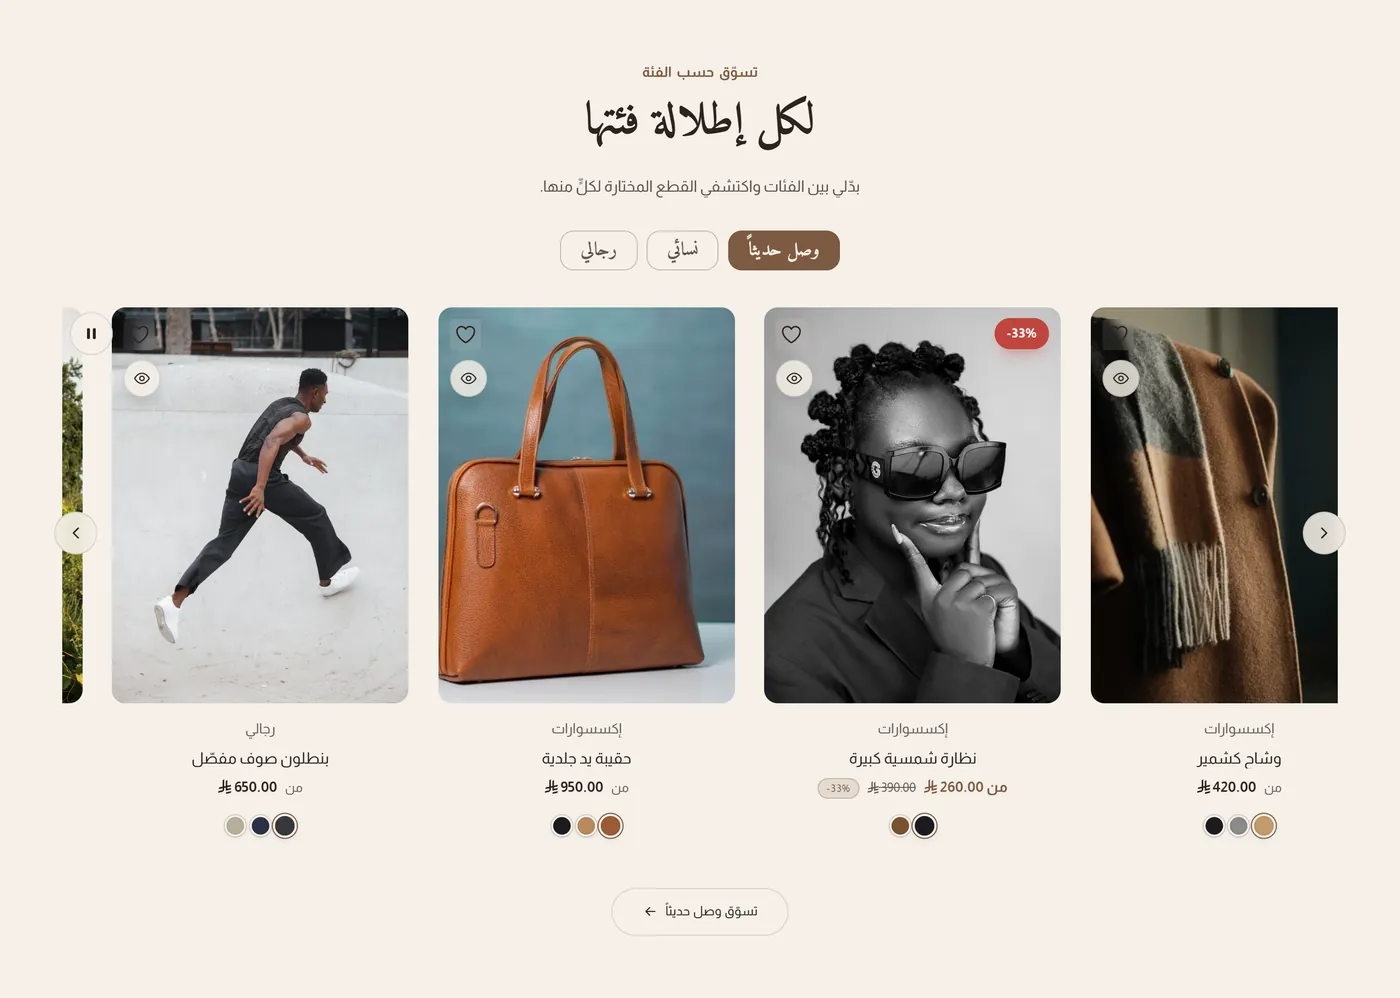 تسوّق حسب الفئة
لكل إطلالة فئتها
بدّلي بين الفئات واكتشفي القطع المختارة لكلٍّ منها.
وصل حديثاً
نسائي
رجالي
-33%
إكسسوارات
وشاح كشمير
من 420.00
إكسسوارات
نظارة شمسية كبيرة
من 260.00 390.00 -33%
إكسسوارات
حقيبة يد جلدية
من 950.00
رجالي
بنطلون صوف مفصّل
من 650.00
تسوّق وصل حديثاً ←